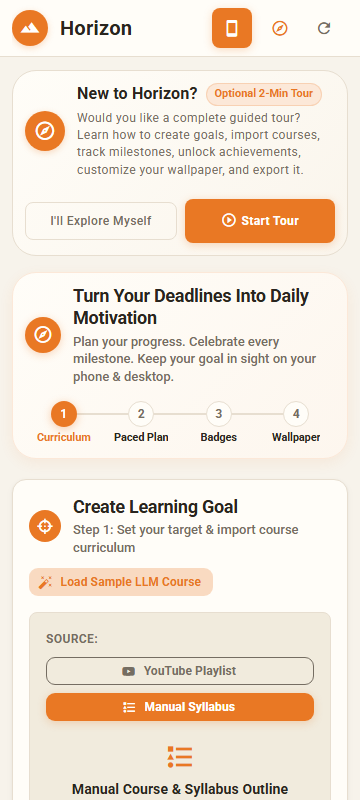 Horizon
New to Horizon? Optional 2-Min Tour
Would you like a complete guided tour?
Learn how to create goals, import courses,
track milestones, unlock achievements,
customize your wallpaper, and export it.
I'll Explore Myself Start Tour
Turn Your Deadlines Into Daily
Motivation
Plan your progress. Celebrate every
milestone. Keep your goal in sight on your
phone & desktop.
1 2 3 4
Curriculum Paced Plan Badges Wallpaper
Create Learning Goal
Step 1: Set your target & import course
curriculum
Load Sample LLM Course
SOURCE:
YouTube Playlist
Manual Syllabus
Manual Course & Syllabus Outline